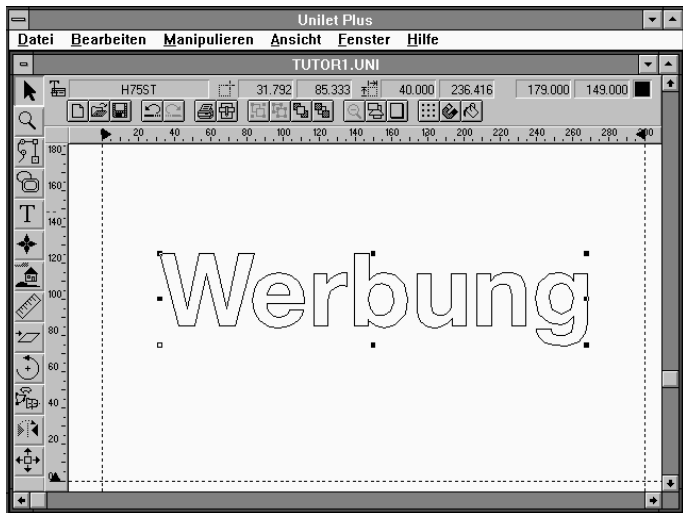 Unilet Plus
Datei Bearbeiten Manipulieren Ansicht Fenster Hilfe
TUTOR1.UNI
H75ST 31.792 85.333 40.000 236.416 179.000 149.000
20 40 60 80 100 120 140 160 180 200 220 240 260 280 300
180
160
T
140
120
100
80
60
40
20
0
Werbung